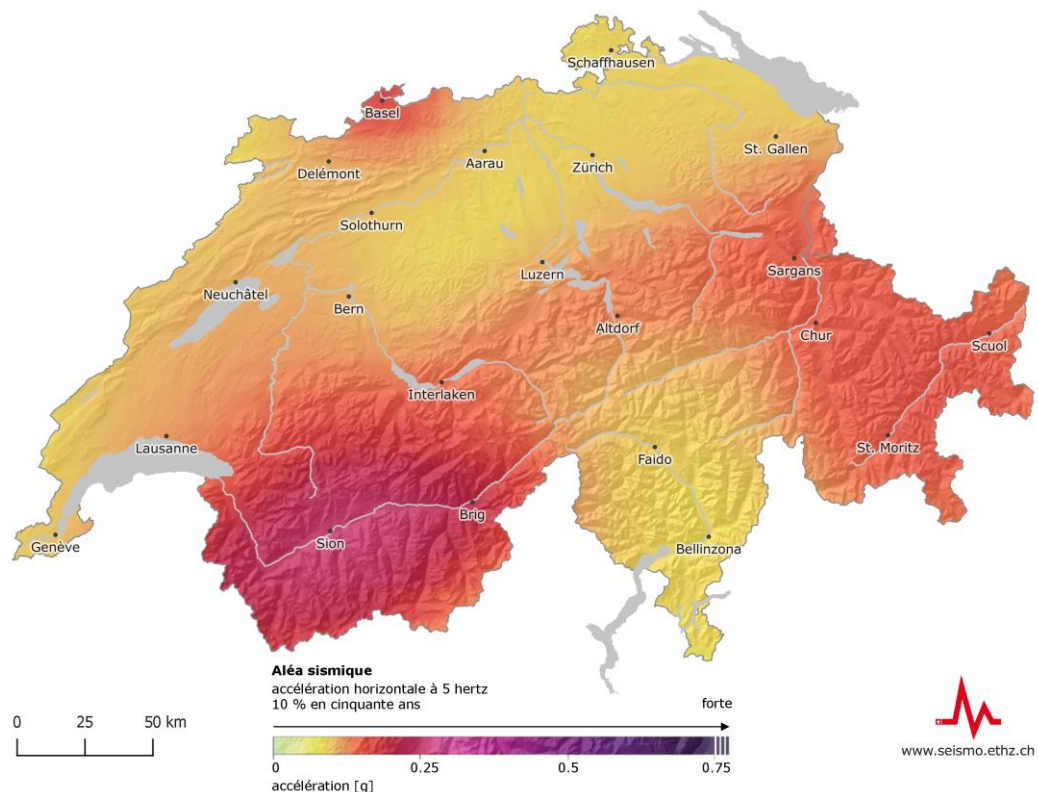 Schaffhausen
Basel
St. Gallen
Aarau
Zürich
Delémont
Solothurn
Luzern
Sargans
Neuchâtel
Bern
Altdorf
Chur
Scuol
Interlaken
Lausanne
Faido
St. Moritz
Brig
Genève
Sion
Bellinzona
Aléa sismique
accélération horizontale à 5 hertz
10 % en cinquante ans
forte
0 25 50 km
0 0.25 0.5 0.75
accélération [g]
www.seismo.ethz.ch